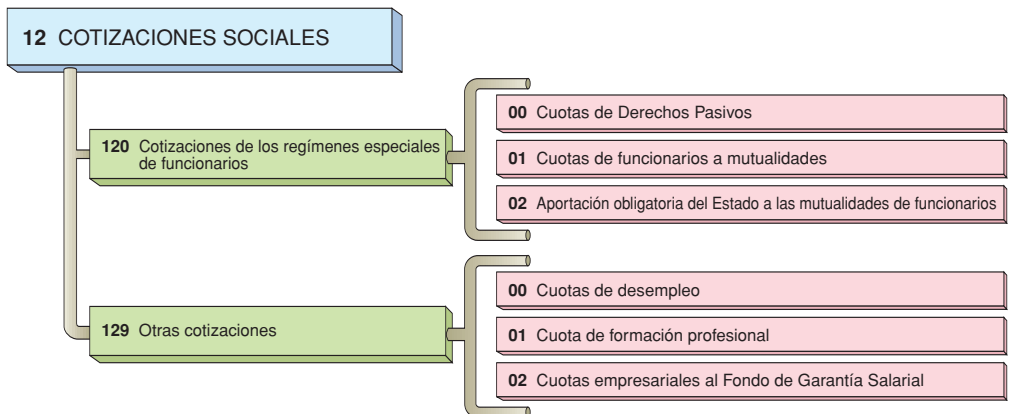 12 COTIZACIONES SOCIALES
120 Cotizaciones de los regímenes especiales
de funcionarios
00 Cuotas de Derechos Pasivos
01 Cuotas de funcionarios a mutualidades
02 Aportación obligatoria del Estado a las mutualidades de funcionarios
129 Otras cotizaciones
00 Cuotas de desempleo
01 Cuota de formación profesional
02 Cuotas empresariales al Fondo de Garantía Salarial